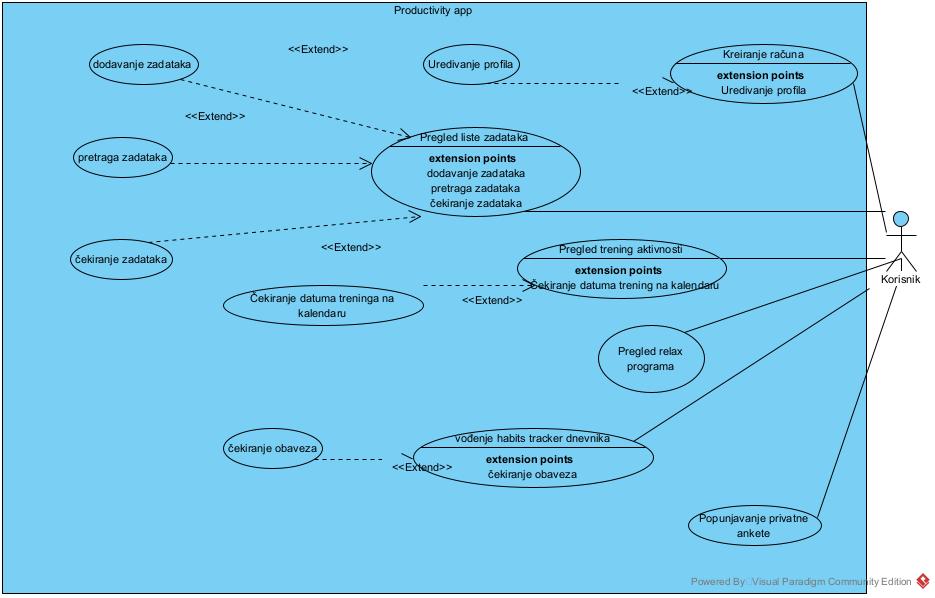 Productivity app
<<Extend>>
dodavanje zadataka
Uređivanje profila
Kreiranje računa
extension points
Uređivanje profila
<<Extend>>
<<Extend>>
Pregled liste zadataka
extension points
dodavanje zadataka
pretraga zadataka
čekiranje zadataka
pretraga zadataka
čekiranje zadataka
<<Extend>>
Pregled trening aktivnosti
extension points
Čekiranje datuma trening na kalendaru
Korisnik
Čekiranje datuma treninga na
kalendaru
<<Extend>>
Pregled relax
programa
čekiranje obaveza
<<Extend>>
vođenje habits tracker dnevnika
extension points
čekiranje obaveza
Popunjavanje privatne
ankete
Powered By Visual Paradigm Community Edition